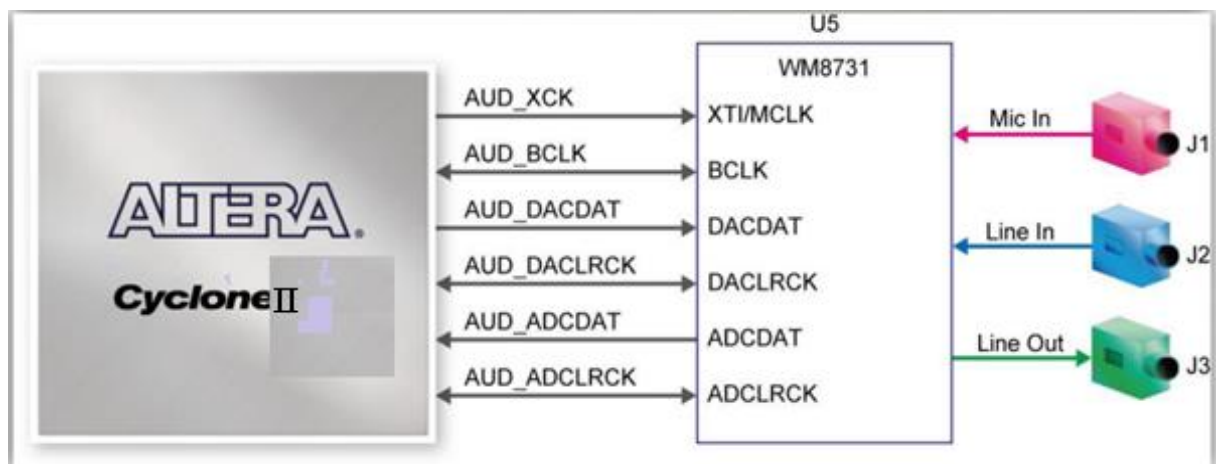 U5
WM8731
AUD_XCK
XTI/MCLK
AUD_BCLK
BCLK
AUD_DACDAT
DACDAT
AUD_DACLRCK
DACLRCK
AUD_ADCDAT
ADCDAT
AUD_ADCLRCK
ADCLRCK
ALTERA.
CycloneII
Mic In
J1
Line In
J2
Line Out
J3